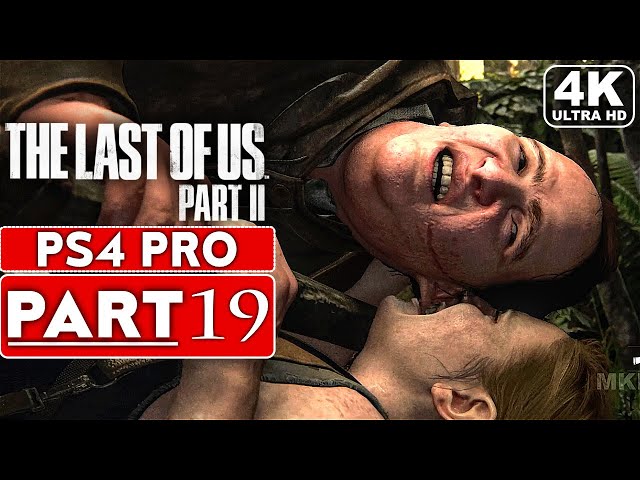 4K
ULTRA HD
THE LAST OF US
PART II
PS4 PRO
PART 19